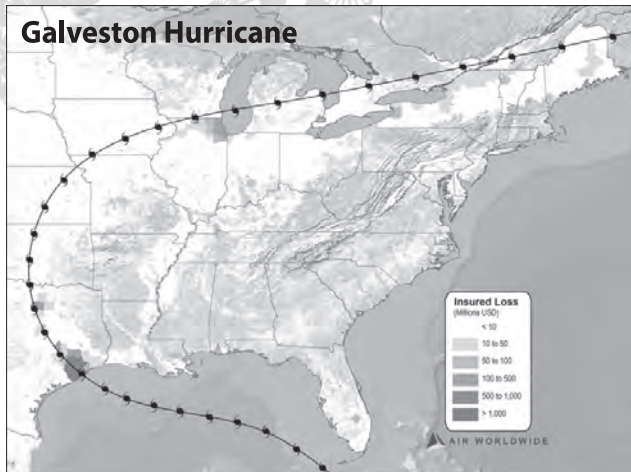 Galveston Hurricane
Insured Loss
(Millions USD)
< 10
10 to 50
50 to 100
100 to 500
500 to 1,000
> 1,000
AIR WORLDWIDE